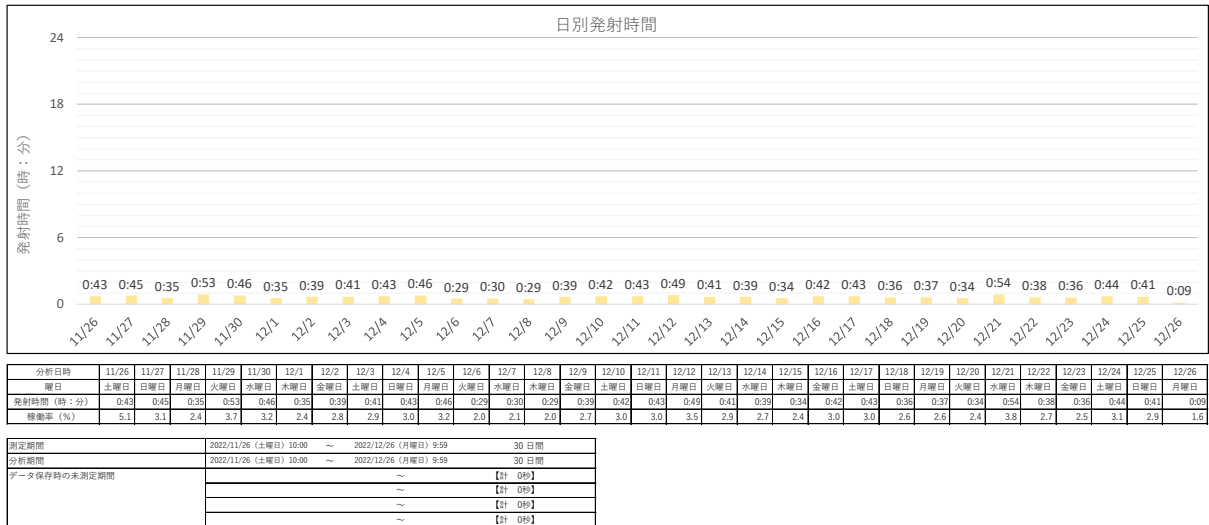 日別発射時間
発射時間（時：分）
24
18
12
6
0
0:43 0:45 0:35 0:53 0:46 0:35 0:39 0:41 0:43 0:46 0:29 0:30 0:29 0:39 0:42 0:43 0:49 0:41 0:39 0:34 0:42 0:43 0:36 0:37 0:34 0:54 0:38 0:36 0:44 0:41 0:09
11/26 11/27 11/28 11/29 11/30 12/1 12/2 12/3 12/4 12/5 12/6 12/7 12/8 12/9 12/10 12/11 12/12 12/13 12/14 12/15 12/16 12/17 12/18 12/19 12/20 12/21 12/22 12/23 12/24 12/25 12/26
分析日時 11/26 11/27 11/28 11/29 11/30 12/1 12/2 12/3 12/4 12/5 12/6 12/7 12/8 12/9 12/10 12/11 12/12 12/13 12/14 12/15 12/16 12/17 12/18 12/19 12/20 12/21 12/22 12/23 12/24 12/25 12/26
曜日 土曜日 日曜日 月曜日 火曜日 水曜日 木曜日 金曜日 土曜日 日曜日 月曜日 火曜日 水曜日 木曜日 金曜日 土曜日 日曜日 月曜日 火曜日 水曜日 木曜日 金曜日 土曜日 日曜日 月曜日 火曜日 水曜日 木曜日 金曜日 土曜日 日曜日 月曜日
発射時間（時：分） 0:43 0:45 0:35 0:53 0:46 0:35 0:39 0:41 0:43 0:46 0:29 0:30 0:29 0:39 0:42 0:43 0:49 0:41 0:39 0:34 0:42 0:43 0:36 0:37 0:34 0:54 0:38 0:36 0:44 0:41 0:09
稼働率（%） 5.1 3.1 2.4 3.7 3.2 2.4 2.8 2.9 3.0 3.2 2.0 2.1 2.0 2.7 3.0 3.0 3.5 2.9 2.7 2.4 3.0 3.0 2.6 2.6 2.4 3.8 2.7 2.5 3.1 2.9 1.6
測定期間 2022/11/26（土曜日）10:00 ～ 2022/12/26（月曜日）9:59 30 日間
分析期間 2022/11/26（土曜日）10:00 ～ 2022/12/26（月曜日）9:59 30 日間
データ保存時の未測定期間 ～ 【計 0秒】
～ 【計 0秒】
～ 【計 0秒】
～ 【計 0秒】